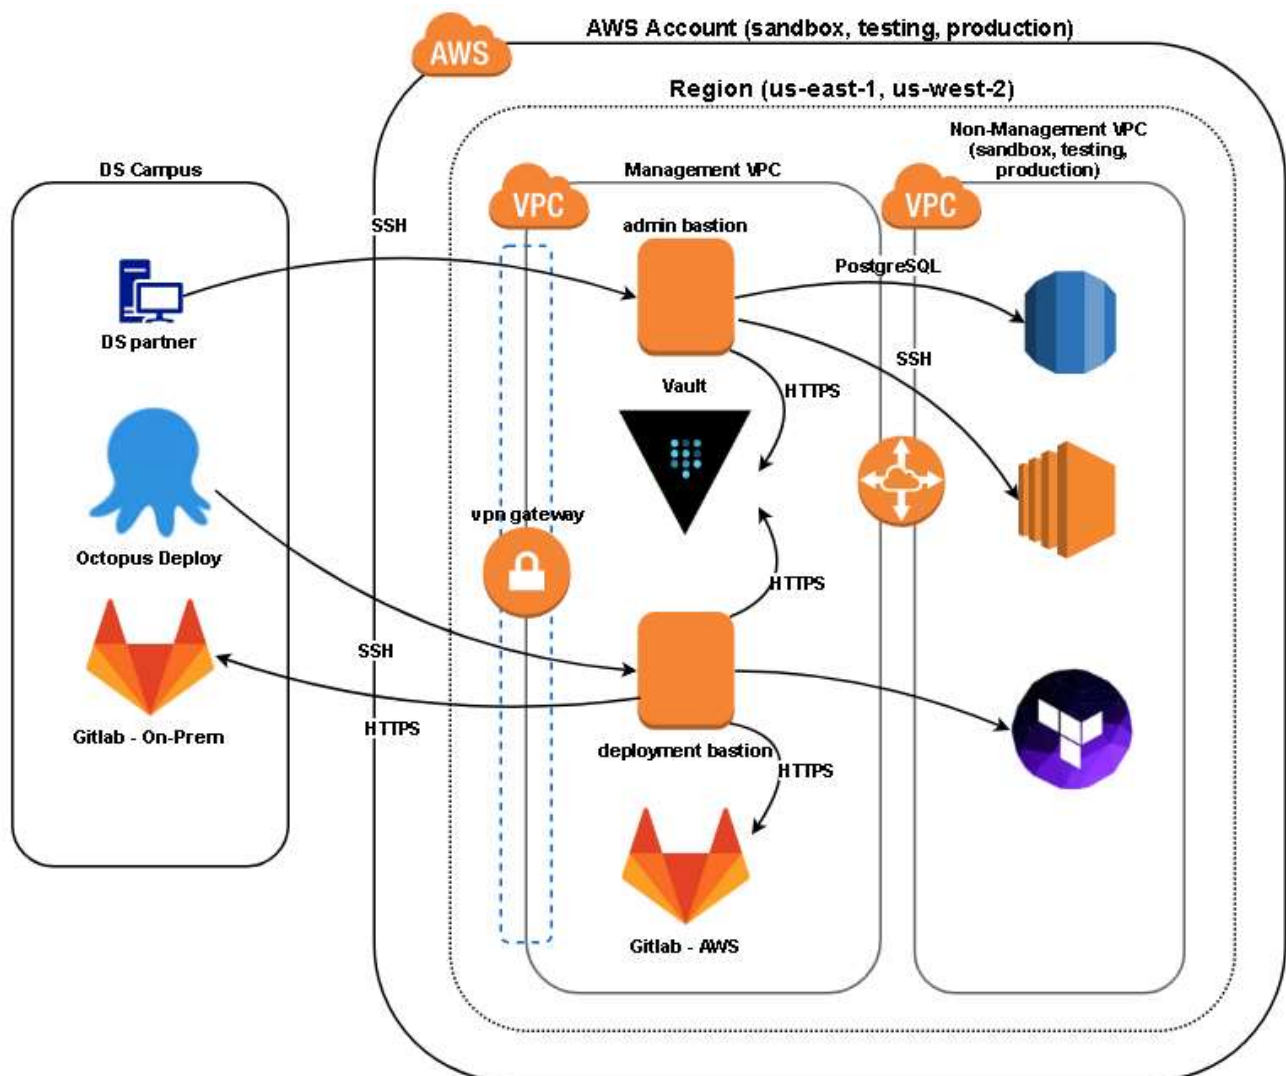 AWS Account (sandbox, testing, production)
AWS
Region (us-east-1, us-west-2)
Non-Management VPC
(sandbox, testing,
production)
DS Campus
Management VPC
VPC
VPC
SSH
admin bastion
PostgreSQL
DS partner
SSH
Vault
HTTPS
vpn gateway
Octopus Deploy
HTTPS
SSH
HTTPS
Gitlab - On-Prem
deployment bastion
HTTPS
Gitlab - AWS